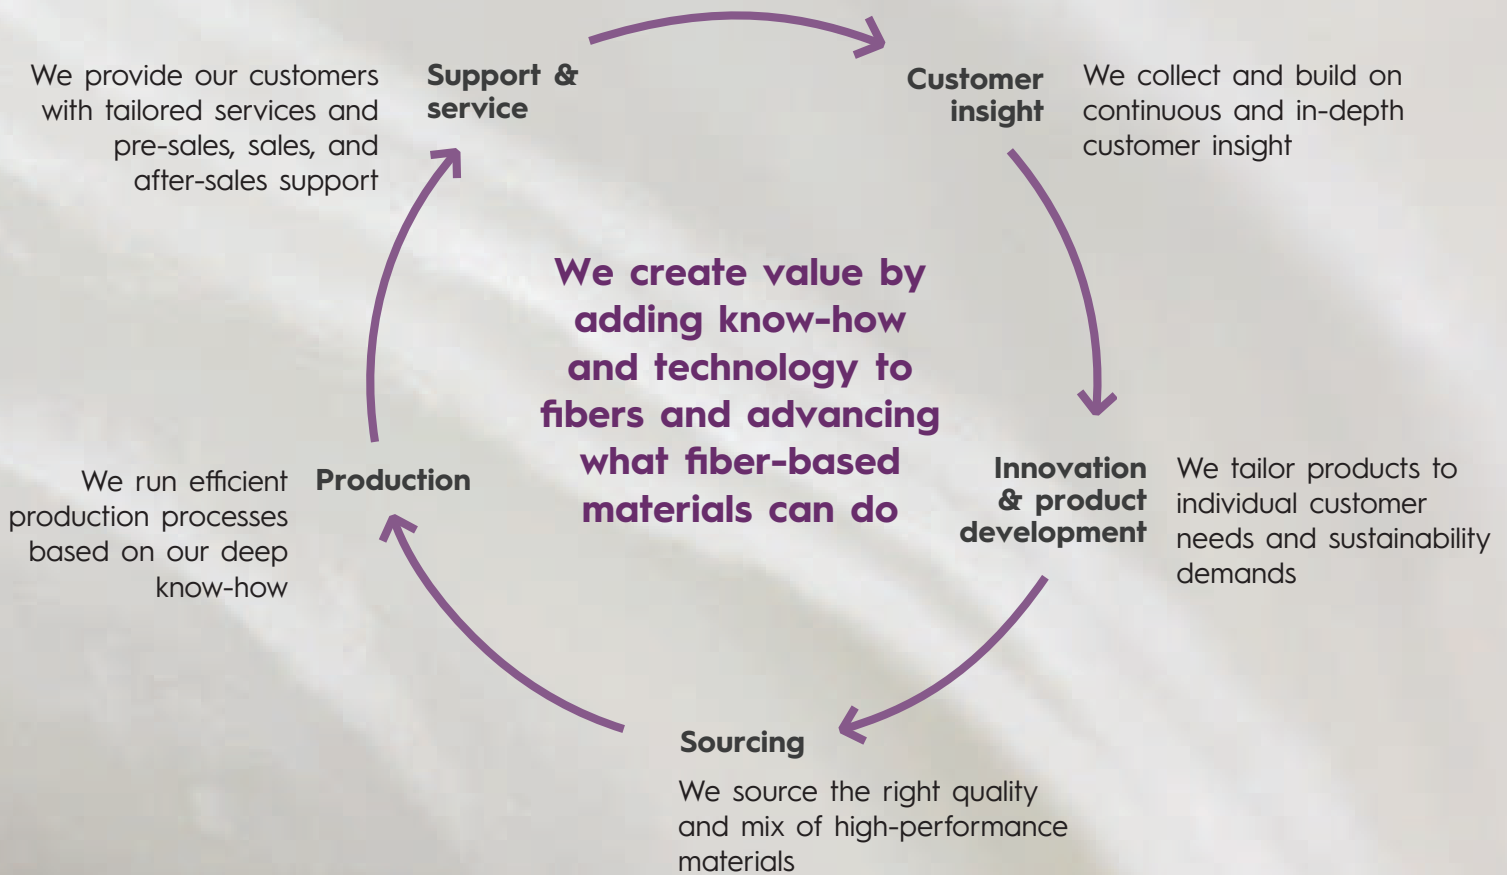 Support &
service
We provide our customers
with tailored services and
pre-sales, sales, and
after-sales support
Customer
insight
We collect and build on
continuous and in-depth
customer insight
We create value by
adding know-how
and technology to
fibers and advancing
what fiber-based
materials can do
Innovation
& product
development
We tailor products to
individual customer
needs and sustainability
demands
Production
We run efficient
production processes
based on our deep
know-how
Sourcing
We source the right quality
and mix of high-performance
materials